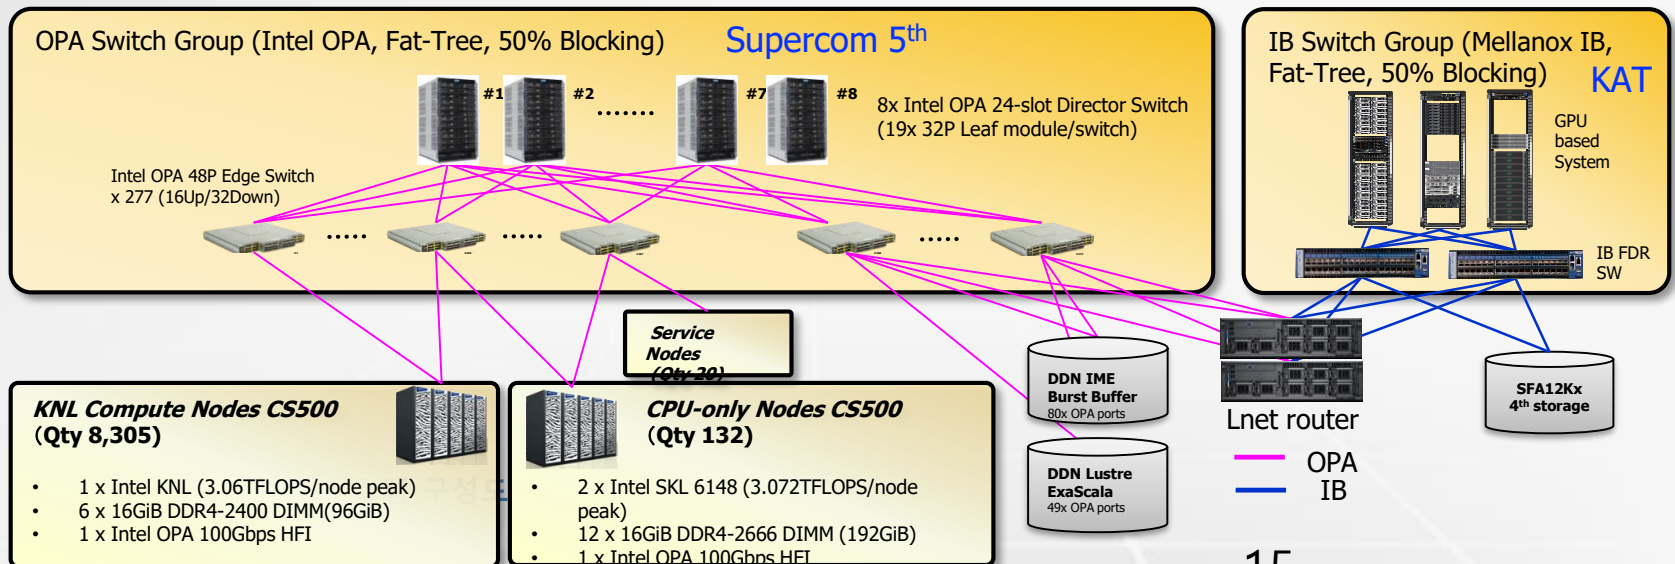 OPA Switch Group (Intel OPA, Fat-Tree, 50% Blocking)
Supercom 5th
#1
#2
.......
#7
#8
8x Intel OPA 24-slot Director Switch
(19x 32P Leaf module/switch)
Intel OPA 48P Edge Switch
x 277 (16Up/32Down)
.....
.....
.....
IB Switch Group (Mellanox IB,
Fat-Tree, 50% Blocking)
KAT
GPU
based
System
IB FDR
SW
Service
Nodes
(Qty 20)
KNL Compute Nodes CS500
(Qty 8,305)
• 1 x Intel KNL (3.06TFLOPS/node peak)
• 6 x 16GiB DDR4-2400 DIMM(96GiB)
• 1 x Intel OPA 100Gbps HFI
구성도
CPU-only Nodes CS500
(Qty 132)
• 2 x Intel SKL 6148 (3.072TFLOPS/node
peak)
• 12 x 16GiB DDR4-2666 DIMM (192GiB)
• 1 x Intel OPA 100Gbps HFI
DDN IME
Burst Buffer
80x OPA ports
DDN Lustre
ExaScala
49x OPA ports
Lnet router
OPA
IB
SFA12Kx
4th storage
15